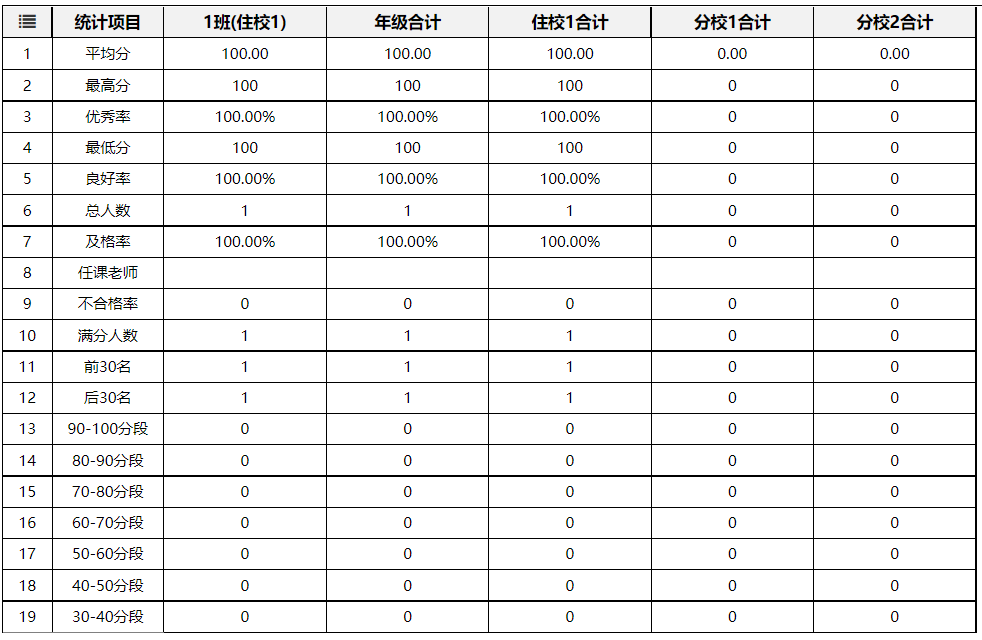 统计项目 1班(住校1) 年级合计 住校1合计 分校1合计 分校2合计
1 平均分 100.00 100.00 100.00 0.00 0.00
2 最高分 100 100 100 0 0
3 优秀率 100.00% 100.00% 100.00% 0 0
4 最低分 100 100 100 0 0
5 良好率 100.00% 100.00% 100.00% 0 0
6 总人数 1 1 1 0 0
7 及格率 100.00% 100.00% 100.00% 0 0
8 任课老师
9 不合格率 0 0 0 0 0
10 满分人数 1 1 1 0 0
11 前30名 1 1 1 0 0
12 后30名 1 1 1 0 0
13 90-100分段 0 0 0 0 0
14 80-90分段 0 0 0 0 0
15 70-80分段 0 0 0 0 0
16 60-70分段 0 0 0 0 0
17 50-60分段 0 0 0 0 0
18 40-50分段 0 0 0 0 0
19 30-40分段 0 0 0 0 0